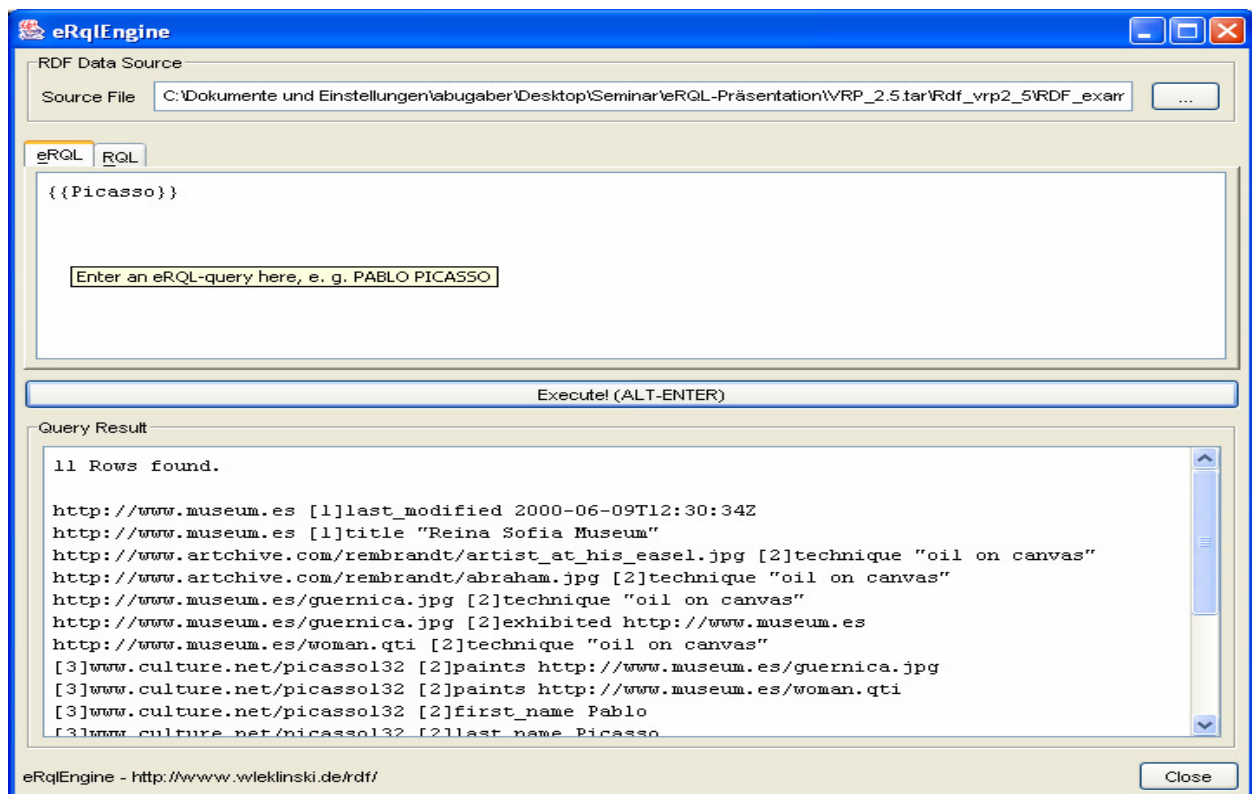 eRqlEngine
RDF Data Source
Source File C:\Dokumente und Einstellungen\abugaber\Desktop\Seminar\eRQL-Präsentation\VRP_2.5.tar\Rdf_vrp2_5\RDF_exam ...
eRQL RQL
{{Picasso}}
Enter an eRQL-query here, e. g. PABLO PICASSO
Execute! (ALT-ENTER)
Query Result
11 Rows found.
http://www.museum.es [1]last_modified 2000-06-09T12:30:34Z
http://www.museum.es [1]title "Reina Sofia Museum"
http://www.artchive.com/rembrandt/artist_at_his_easel.jpg [2]technique "oil on canvas"
http://www.artchive.com/rembrandt/abraham.jpg [2]technique "oil on canvas"
http://www.museum.es/guernica.jpg [2]technique "oil on canvas"
http://www.museum.es/guernica.jpg [2]exhibited http://www.museum.es
http://www.museum.es/woman.qti [2]technique "oil on canvas"
[3]www.culture.net/picasso132 [2]paints http://www.museum.es/guernica.jpg
[3]www.culture.net/picasso132 [2]paints http://www.museum.es/woman.qti
[3]www.culture.net/picasso132 [2]first_name Pablo
[3]www.culture.net/picasso132 [2]last_name Picasso
eRqlEngine - http://www.wleklinski.de/rdf/
Close